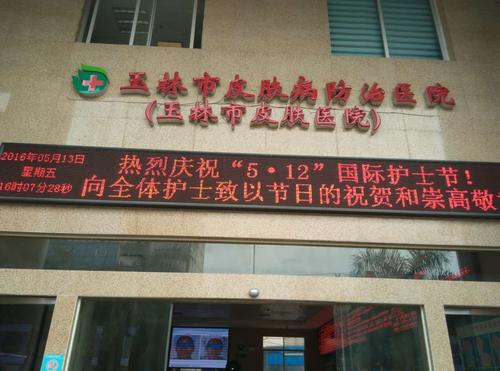 玉林市皮肤病防治医院
(玉林市皮肤医院)
2016年05月13日
星期五
16时07分28秒
热烈庆祝“5·12”国际护士节!
向全体护士致以节日的祝贺和崇高敬